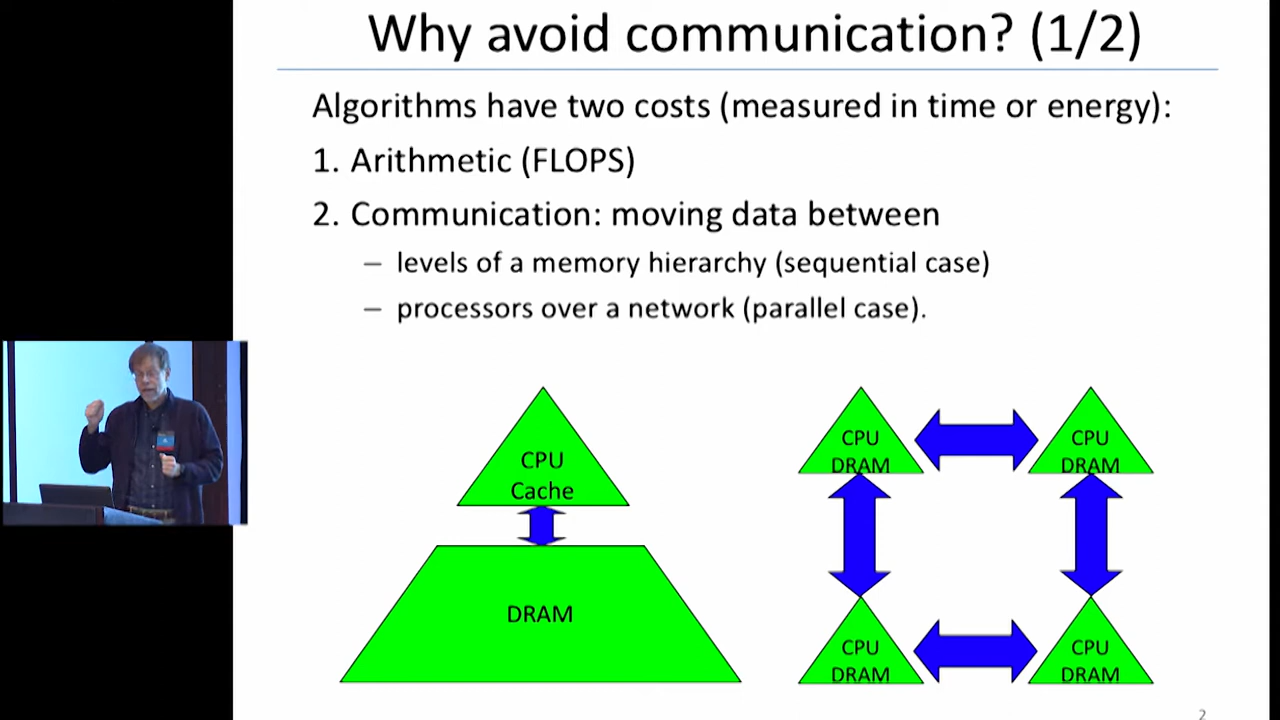 Why avoid communication? (1/2)
Algorithms have two costs (measured in time or energy):
1. Arithmetic (FLOPS)
2. Communication: moving data between
– levels of a memory hierarchy (sequential case)
– processors over a network (parallel case).
CPU
Cache
DRAM
CPU
DRAM
CPU
DRAM
CPU
DRAM
CPU
DRAM
2